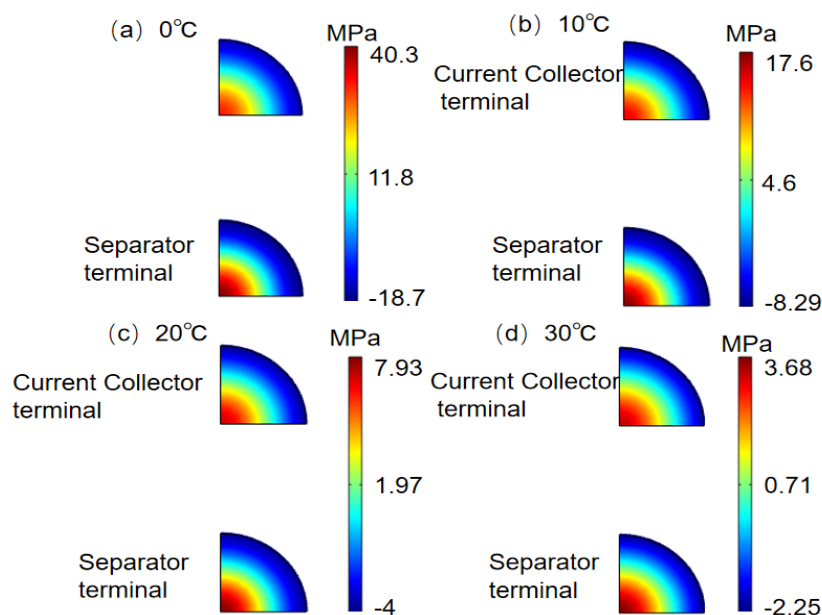 (a) 0℃
MPa
40.3
11.8
-18.7
Separator
terminal
(b) 10℃
MPa
17.6
4.6
-8.29
Current Collector
terminal
Separator
terminal
(c) 20℃
MPa
7.93
1.97
-4
Current Collector
terminal
Separator
terminal
(d) 30℃
MPa
3.68
0.71
-2.25
Current Collector
terminal
Separator
terminal